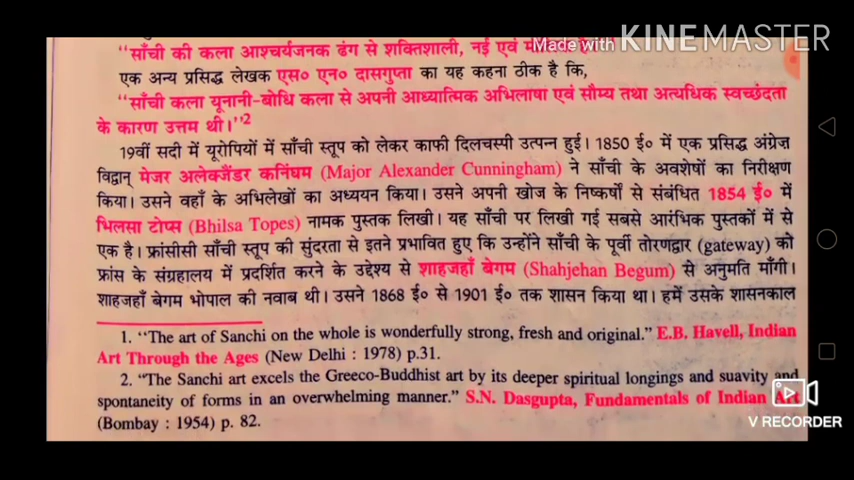 Made with KINEMASTER
“साँची की कला आश्चर्यजनक ढंग से शक्तिशाली, नई एवं
एक अन्य प्रसिद्ध लेखक एस० एन० दासगुप्ता का यह कहना ठीक है कि,
“साँची कला यूनानी-बोधि कला से अपनी आध्यात्मिक अभिलाषा एवं सौम्य तथा अत्यधिक स्वच्छंदता
के कारण उत्तम थी।”2
19वीं सदी में यूरोपियों में साँची स्तूप को लेकर काफी दिलचस्पी उत्पन्न हुई। 1850 ई० में एक प्रसिद्ध अंग्रेज़
विद्वान् मेजर अलेक्जैंडर कनिंघम (Major Alexander Cunningham) ने साँची के अवशेषों का निरीक्षण
किया। उसने वहाँ के अभिलेखों का अध्ययन किया। उसने अपनी खोज के निष्कर्षों से संबंधित 1854 ई० में
भिलसा टोप्स (Bhilsa Topes) नामक पुस्तक लिखी। यह साँची पर लिखी गई सबसे आरंभिक पुस्तकों में से
एक है। फ्रांसीसी साँची स्तूप की सुंदरता से इतने प्रभावित हुए कि उन्होंने साँची के पूर्वी तोरणद्वार (gateway) को
फ्रांस के संग्रहालय में प्रदर्शित करने के उद्देश्य से शाहजहाँ बेगम (Shahjehan Begum) से अनुमति माँगी।
शाहजहाँ बेगम भोपाल की नवाब थी। उसने 1868 ई० से 1901 ई० तक शासन किया था। हमें उसके शासनकाल
1. “The art of Sanchi on the whole is wonderfully strong, fresh and original.” E.B. Havell, Indian
Art Through the Ages (New Delhi : 1978) p.31.
2. “The Sanchi art excels the Greeco-Buddhist art by its deeper spiritual longings and suavity and
spontaneity of forms in an overwhelming manner.” S.N. Dasgupta, Fundamentals of Indian Art
(Bombay : 1954) p. 82.
V RECORDER